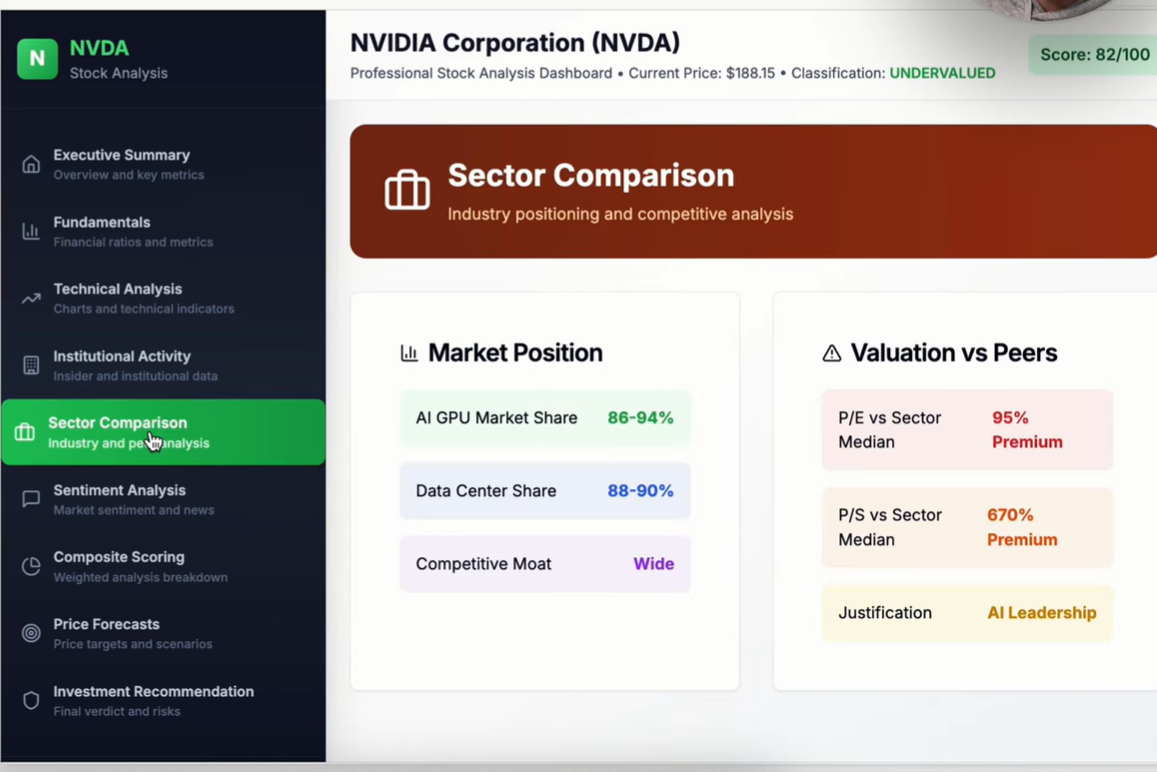 N
NVDA
Stock Analysis
Executive Summary
Overview and key metrics
Fundamentals
Financial ratios and metrics
Technical Analysis
Charts and technical indicators
Institutional Activity
Insider and institutional data
Sector Comparison
Industry and peer analysis
Sentiment Analysis
Market sentiment and news
Composite Scoring
Weighted analysis breakdown
Price Forecasts
Price targets and scenarios
Investment Recommendation
Final verdict and risks
NVIDIA Corporation (NVDA)
Professional Stock Analysis Dashboard • Current Price: $188.15 • Classification: UNDERVALUED
Score: 82/100
Sector Comparison
Industry positioning and competitive analysis
Market Position
AI GPU Market Share 86-94%
Data Center Share 88-90%
Competitive Moat Wide
Valuation vs Peers
P/E vs Sector 95%
Median Premium
P/S vs Sector 670%
Median Premium
Justification AI Leadership